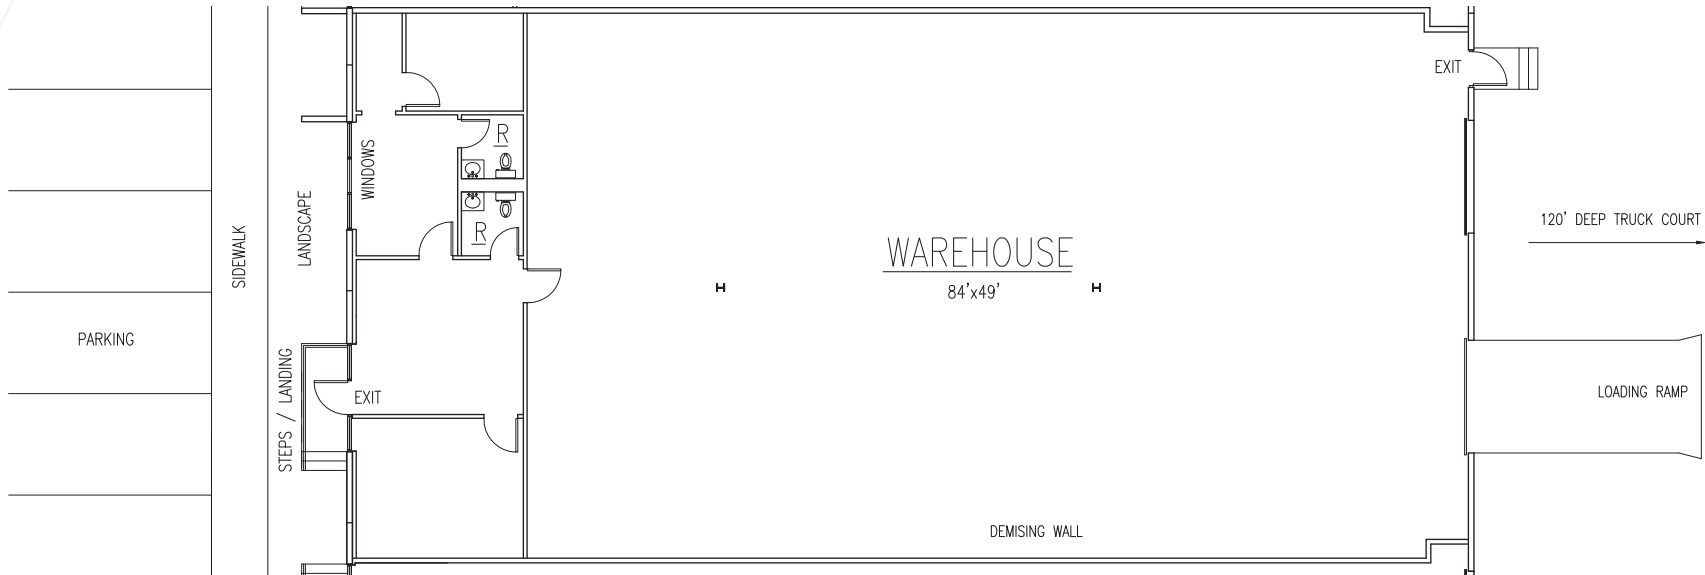 EXIT
R
WINDOWS
LANDSCAPE
SIDEWALK
120' DEEP TRUCK COURT
R
WAREHOUSE
84'x49'
PARKING
STEPS / LANDING
EXIT
LOADING RAMP
DEMISING WALL